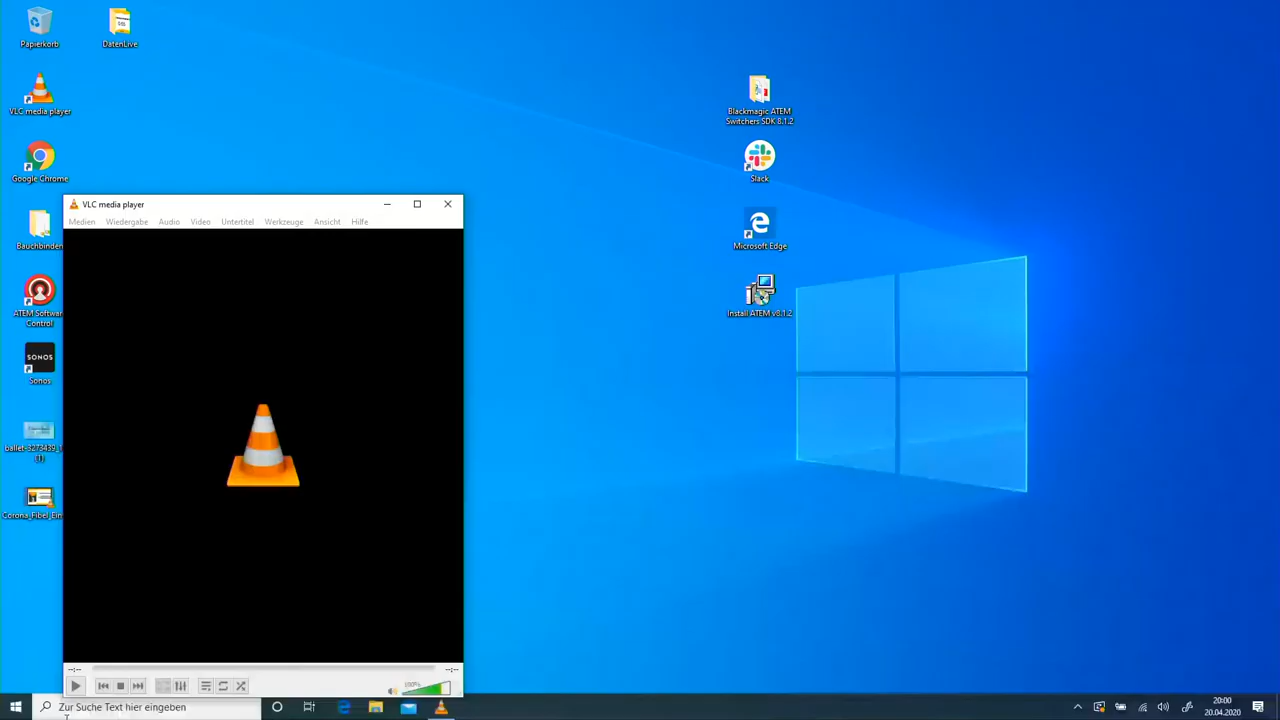 Papierkorb
DatenLive
VLC media player
Google Chrome
ATEM Software
Control
SONOS
Sonos
Blackmagic ATEM
Switchers SDK 8.1.2
Slack
Microsoft Edge
Install ATEM v8.1.2
VLC media player
Medien Wiedergabe Audio Video Untertitel Werkzeuge Ansicht Hilfe
--:-- --:--
100%
Zur Suche Text hier eingeben
20:00
20.04.2020